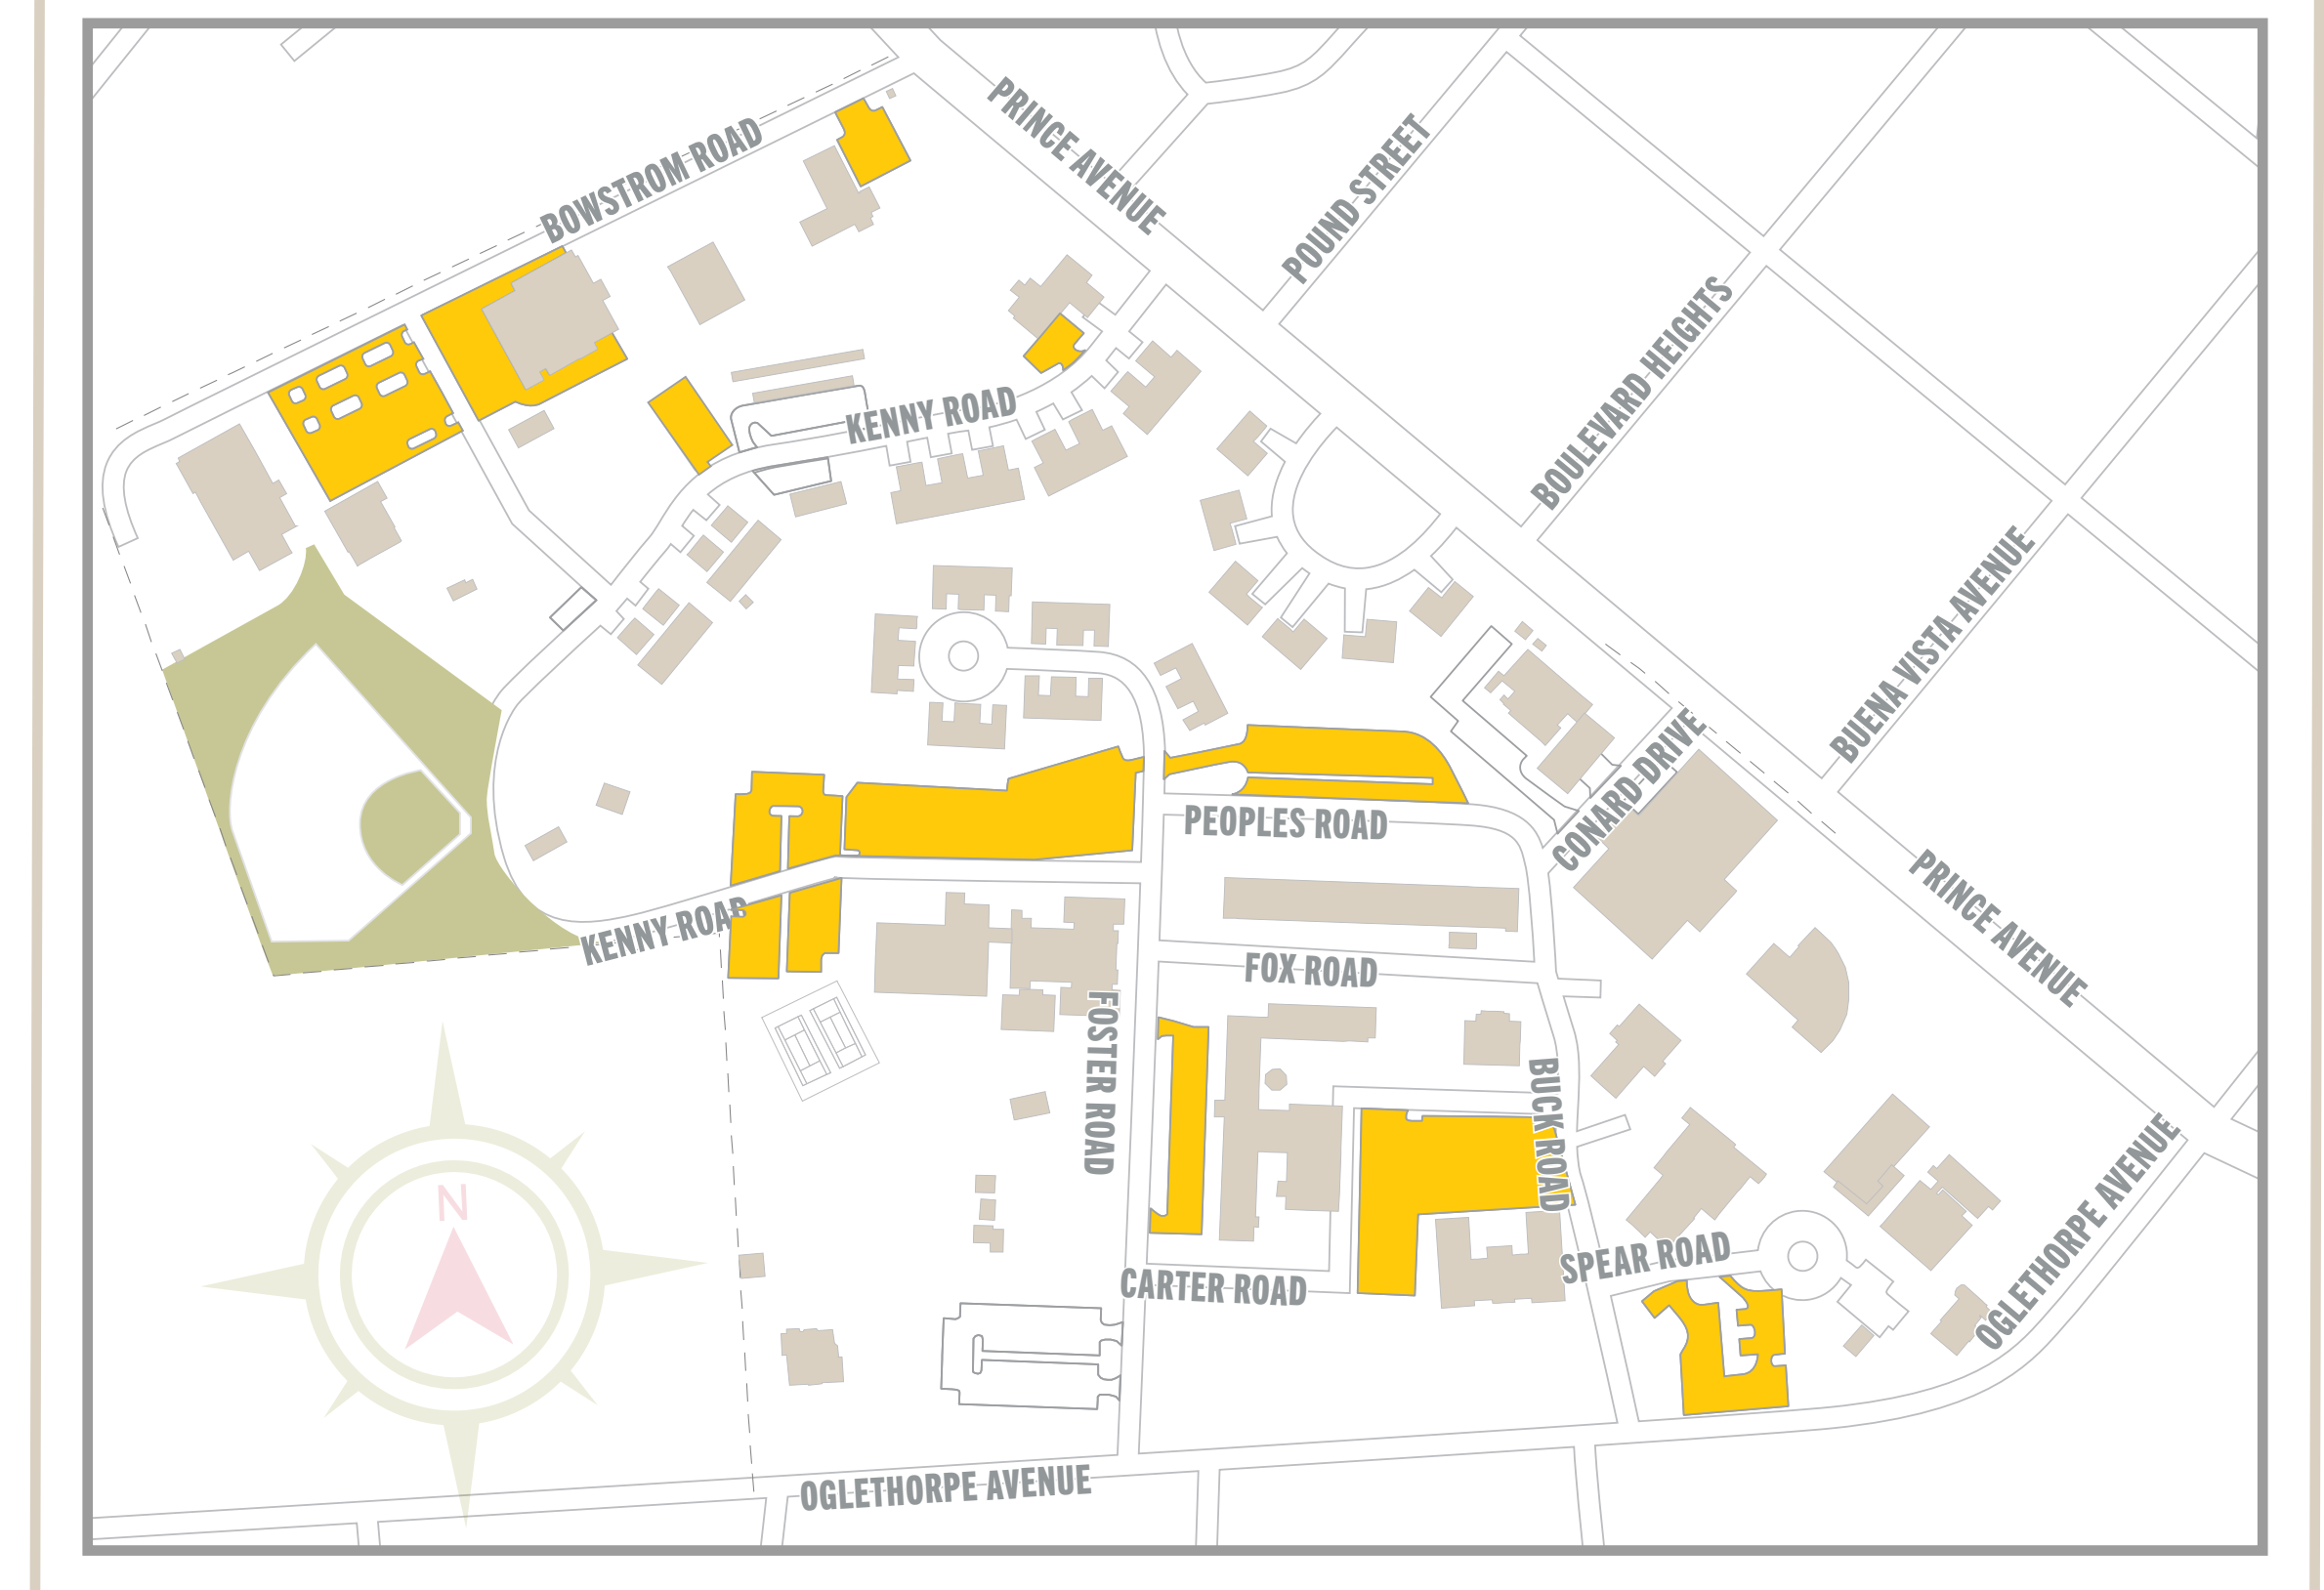 PRINCE AVENUE
BOWSTROM ROAD
POUND STREET
BOULEVARD HEIGHTS
KENNY ROAD
BUENA VISTA AVENUE
CONARD DRIVE
PEOPLES ROAD
PRINCE AVENUE
KENNY ROAD
FOX ROAD
FOSTER ROAD
BUCK ROAD
N
OGLETHORPE AVENUE
SPEAR ROAD
CARTER ROAD
OGLETHORPE AVENUE